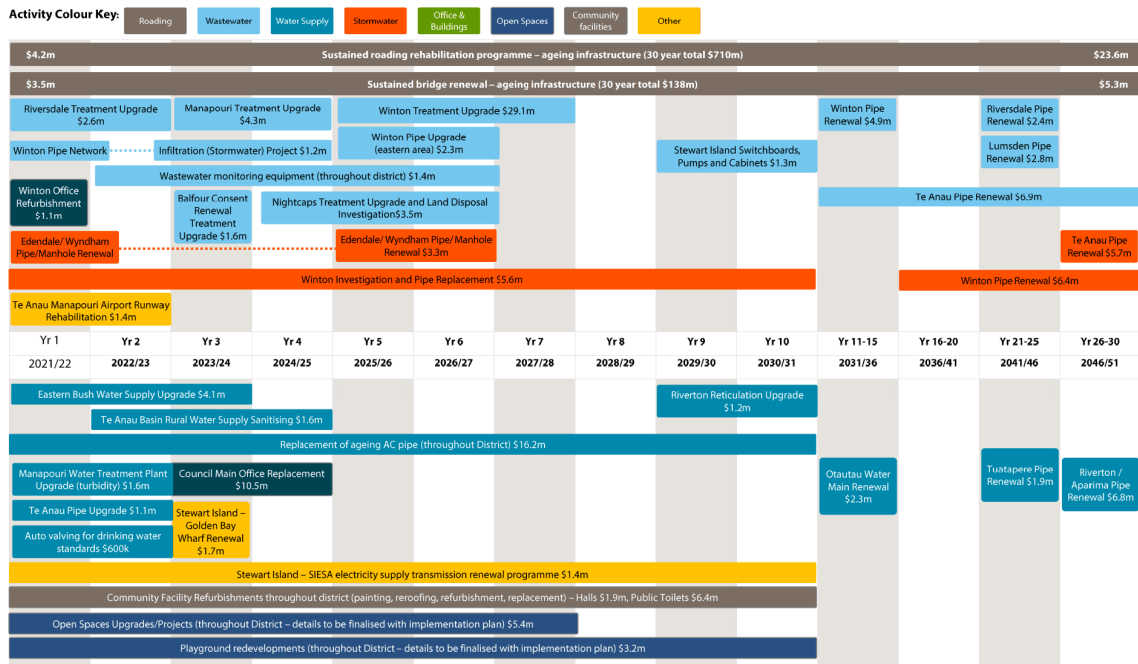 Activity Colour Key:
Roading
Wastewater
Water Supply
Stormwater
Office &
Buildings
Open Spaces
Community
facilities
Other
$4.2m
Sustained roading rehabilitation programme – ageing infrastructure (30 year total $710m)
$23.6m
$3.5m
Sustained bridge renewal – ageing infrastructure (30 year total $138m)
$5.3m
Riversdale Treatment Upgrade
$2.6m
Manapouri Treatment Upgrade
$4.3m
Winton Treatment Upgrade $29.1m
Winton Pipe
Renewal $4.9m
Riversdale Pipe
Renewal $2.4m
Winton Pipe Network
Infiltration (Stormwater) Project $1.2m
Winton Pipe Upgrade
(eastern area) $2.3m
Stewart Island Switchboards,
Pumps and Cabinets $1.3m
Lumsden Pipe
Renewal $2.8m
Wastewater monitoring equipment (throughout district) $1.4m
Winton Office
Refurbishment
$1.1m
Balfour Consent
Renewal
Treatment
Upgrade $1.6m
Nightcaps Treatment Upgrade and Land Disposal
Investigation$3.5m
Te Anau Pipe Renewal $6.9m
Edendale/ Wyndham
Pipe/Manhole Renewal
Edendale/ Wyndham Pipe/Manhole
Renewal $3.3m
Te Anau Pipe
Renewal $5.7m
Winton Investigation and Pipe Replacement $5.6m
Winton Pipe Renewal $6.4m
Te Anau Manapouri Airport Runway
Rehabilitation $1.4m
Yr 1
Yr 2
Yr 3
Yr 4
Yr 5
Yr 6
Yr 7
Yr 8
Yr 9
Yr 10
Yr 11-15
Yr 16-20
Yr 21-25
Yr 26-30
2021/22
2022/23
2023/24
2024/25
2025/26
2026/27
2027/28
2028/29
2029/30
2030/31
2031/36
2036/41
2041/46
2046/51
Eastern Bush Water Supply Upgrade $4.1m
Riverton Reticulation Upgrade
$1.2m
Te Anau Basin Rural Water Supply Sanitising $1.6m
Replacement of ageing AC pipe (throughout District) $16.2m
Manapouri Water Treatment Plant
Upgrade (turbidity) $1.6m
Council Main Office Replacement
$10.5m
Otautau Water
Main Renewal
$2.3m
Tuatapere Pipe
Renewal $1.9m
Riverton /
Aparima Pipe
Renewal $6.8m
Te Anau Pipe Upgrade $1.1m
Stewart Island –
Golden Bay
Wharf Renewal
$1.7m
Auto valving for drinking water
standards $600k
Stewart Island – SIESA electricity supply transmission renewal programme $1.4m
Community Facility Refurbishments throughout district (painting, reroofing, refurbishment, replacement) – Halls $1.9m, Public Toilets $6.4m
Open Spaces Upgrades/Projects (throughout District – details to be finalised with implementation plan) $5.4m
Playground redevelopments (throughout District – details to be finalised with implementation plan) $3.2m